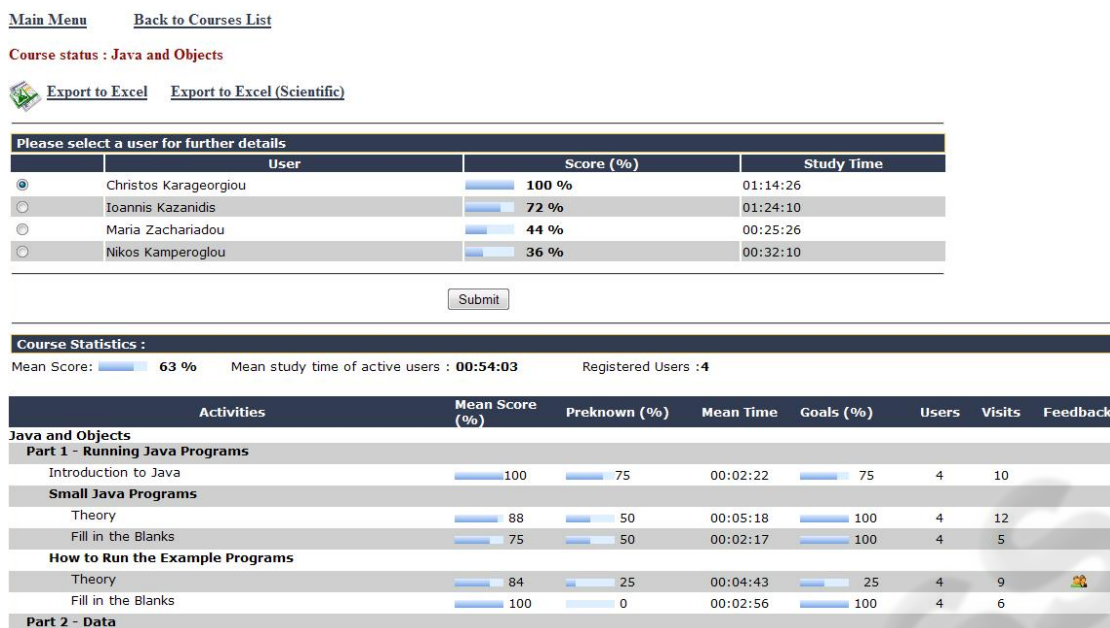 Main Menu Back to Courses List
Course status : Java and Objects
Export to Excel Export to Excel (Scientific)
Please select a user for further details
User Score (%) Study Time
Christos Karageorgiou 100 % 01:14:26
Ioannis Kazanidis 72 % 01:24:10
Maria Zachariadou 44 % 00:25:26
Nikos Kamperoglou 36 % 00:32:10
Submit
Course Statistics :
Mean Score: 63 % Mean study time of active users : 00:54:03 Registered Users :4
Activities Mean Score (%) Preknown (%) Mean Time Goals (%) Users Visits Feedback
Java and Objects
Part 1 - Running Java Programs
Introduction to Java 100 75 00:02:22 75 4 10
Small Java Programs
Theory 88 50 00:05:18 100 4 12
Fill in the Blanks 75 50 00:02:17 100 4 5
How to Run the Example Programs
Theory 84 25 00:04:43 25 4 9
Fill in the Blanks 100 0 00:02:56 100 4 6
Part 2 - Data